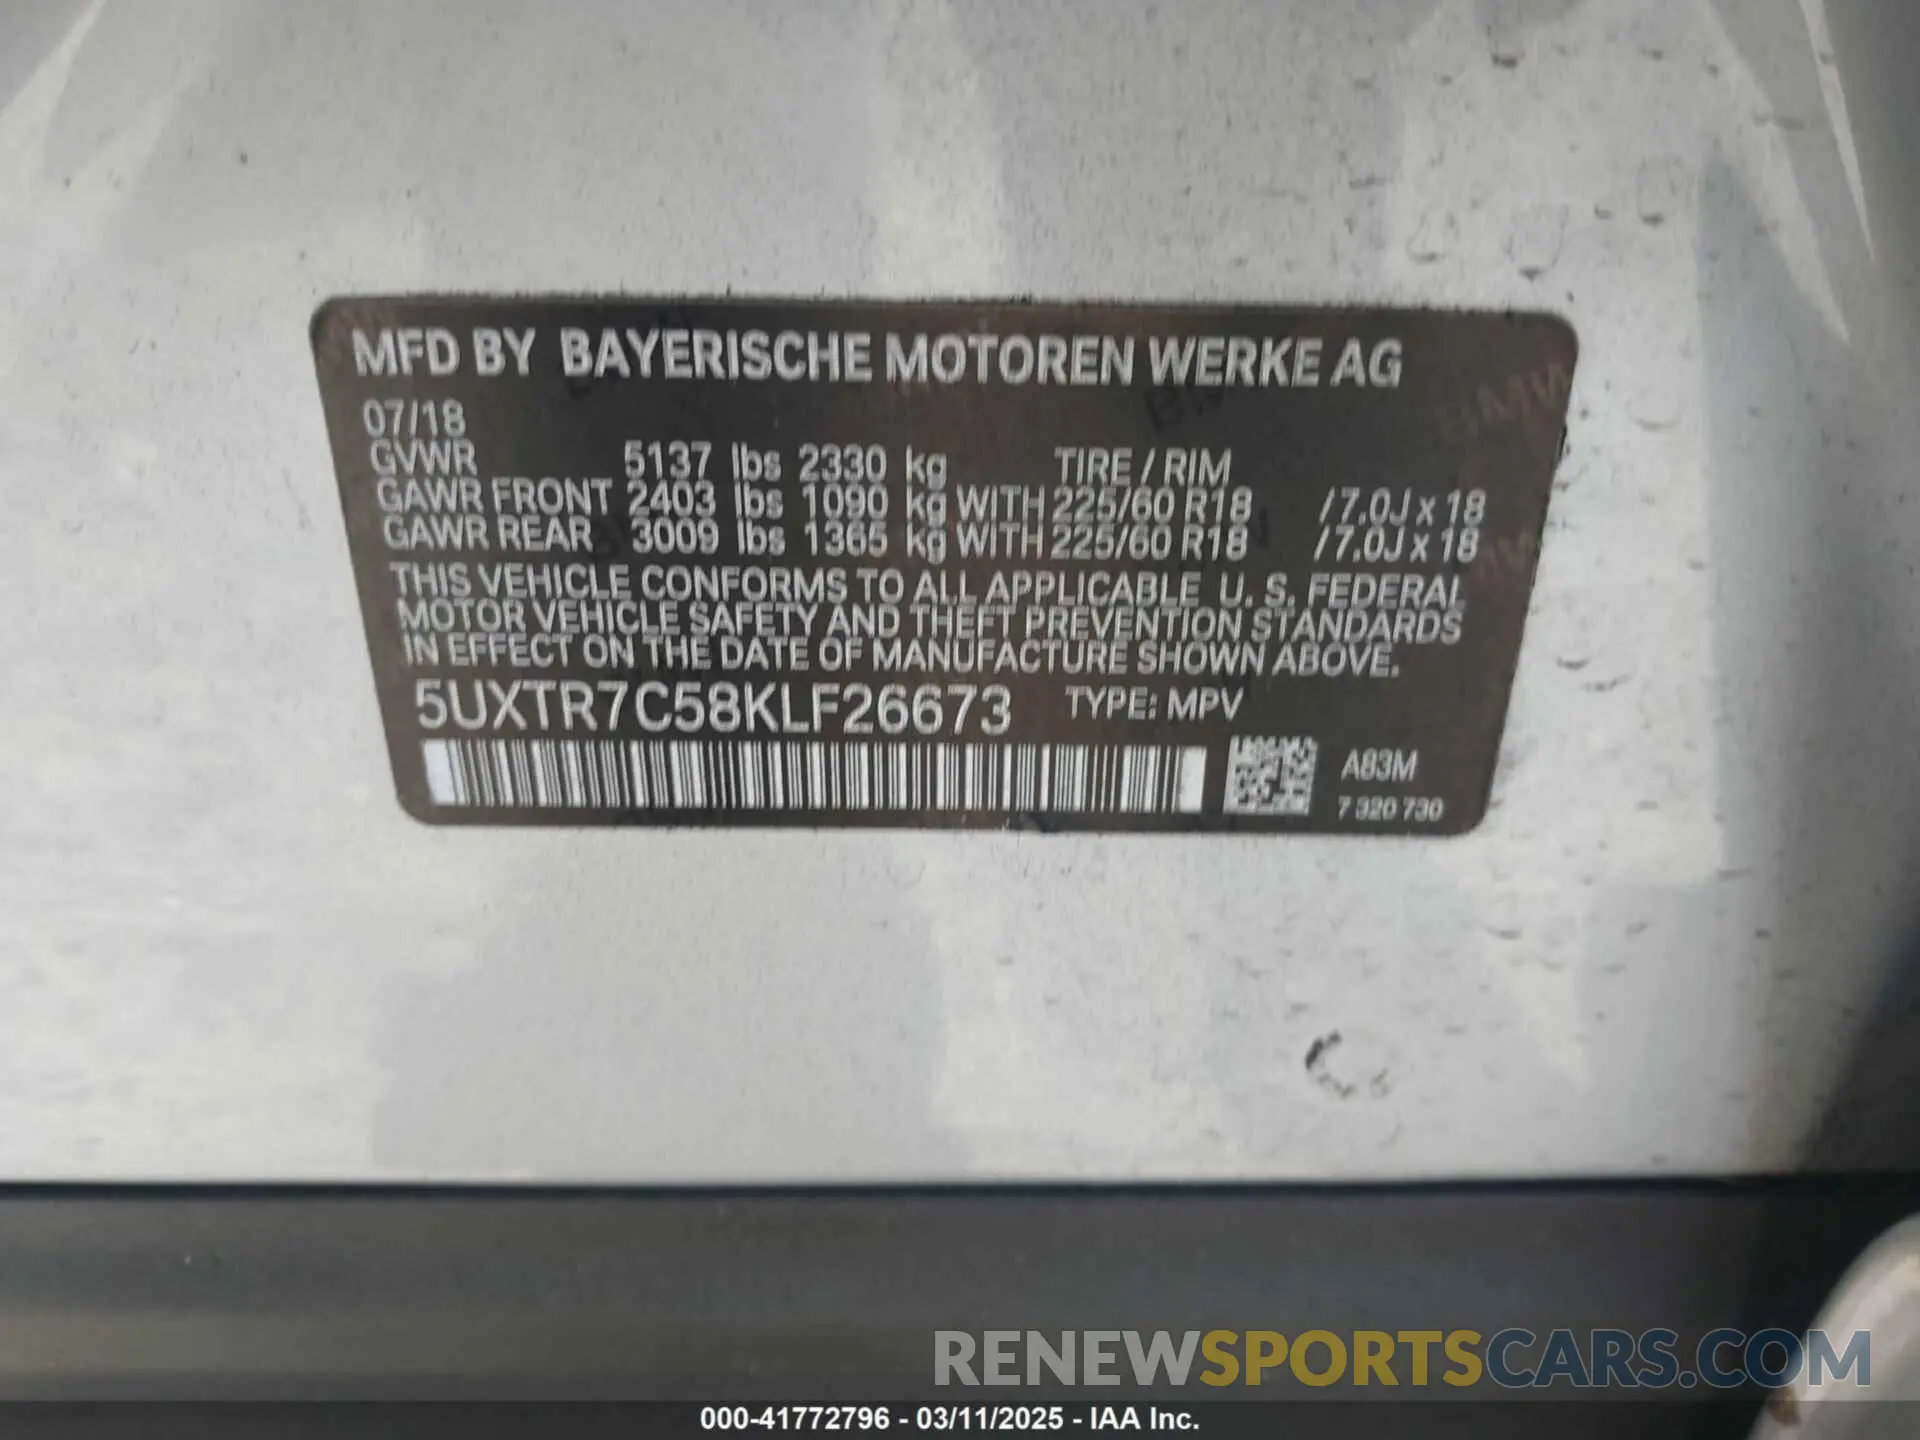 MFD BY BAYERISCHE MOTOREN WERKE AG
07/18
GVWR 5137 lbs 2330 kg TIRE / RIM
GAWR FRONT 2403 lbs 1090 kg WITH 225/60 R18 /7.0J x 18
GAWR REAR 3009 lbs 1365 kg WITH 225/60 R18 /7.0J x 18
THIS VEHICLE CONFORMS TO ALL APPLICABLE U. S. FEDERAL
MOTOR VEHICLE SAFETY AND THEFT PREVENTION STANDARDS
IN EFFECT ON THE DATE OF MANUFACTURE SHOWN ABOVE.
5UXTR7C58KLF26673 TYPE: MPV
A83M
7 320 730
RENEWSPORTSCARS.COM
000-41772796 - 03/11/2025 - IAA Inc.